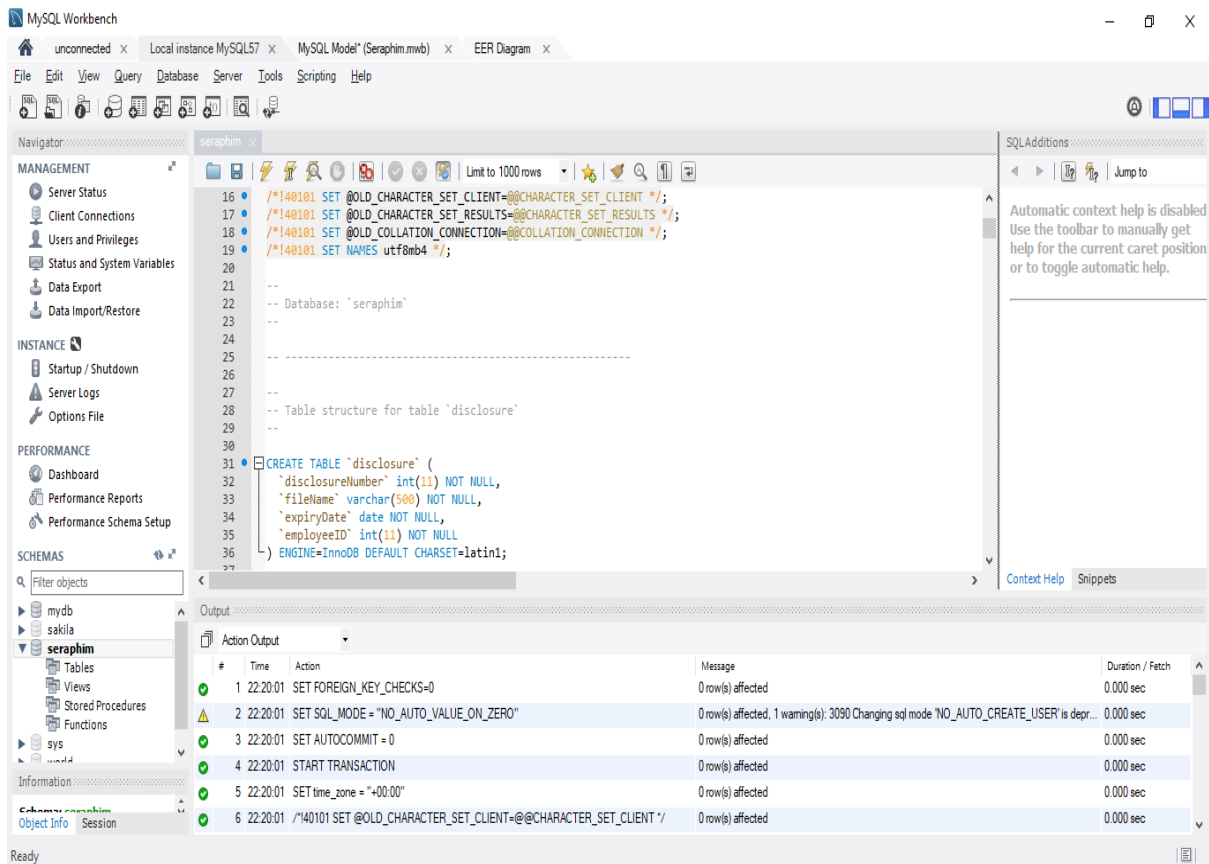 MySQL Workbench
unconnected × Local instance MySQL57 × MySQL Model* (Seraphim.mwb) × EER Diagram ×
File Edit View Query Database Server Tools Scripting Help
Navigator
MANAGEMENT
Server Status
Client Connections
Users and Privileges
Status and System Variables
Data Export
Data Import/Restore
INSTANCE
Startup / Shutdown
Server Logs
Options File
PERFORMANCE
Dashboard
Performance Reports
Performance Schema Setup
SCHEMAS
Filter objects
mydb
sakila
seraphim
Tables
Views
Stored Procedures
Functions
sys
world
Information
Schema: seraphim
Object Info Session
Ready
seraphim ×
Limit to 1000 rows
16 /*!40101 SET @OLD_CHARACTER_SET_CLIENT=@@CHARACTER_SET_CLIENT */;
17 /*!40101 SET @OLD_CHARACTER_SET_RESULTS=@@CHARACTER_SET_RESULTS */;
18 /*!40101 SET @OLD_COLLATION_CONNECTION=@@COLLATION_CONNECTION */;
19 /*!40101 SET NAMES utf8mb4 */;
20
21 --
22 -- Database: `seraphim`
23 --
24
25 -- --------------------------------------------------------
26
27 --
28 -- Table structure for table `disclosure`
29 --
30
31 CREATE TABLE `disclosure` (
32 `disclosureNumber` int(11) NOT NULL,
33 `fileName` varchar(500) NOT NULL,
34 `expiryDate` date NOT NULL,
35 `employeeID` int(11) NOT NULL
36 ) ENGINE=InnoDB DEFAULT CHARSET=latin1;
37
SQLAdditions
Jump to
Automatic context help is disabled
Use the toolbar to manually get
help for the current caret position
or to toggle automatic help.
Context Help Snippets
Output
Action Output
# Time Action Message Duration / Fetch
1 22:20:01 SET FOREIGN_KEY_CHECKS=0 0 row(s) affected 0.000 sec
2 22:20:01 SET SQL_MODE = "NO_AUTO_VALUE_ON_ZERO" 0 row(s) affected, 1 warning(s): 3090 Changing sql mode 'NO_AUTO_CREATE_USER' is depr... 0.000 sec
3 22:20:01 SET AUTOCOMMIT = 0 0 row(s) affected 0.000 sec
4 22:20:01 START TRANSACTION 0 row(s) affected 0.000 sec
5 22:20:01 SET time_zone = "+00:00" 0 row(s) affected 0.000 sec
6 22:20:01 /*!40101 SET @OLD_CHARACTER_SET_CLIENT=@@CHARACTER_SET_CLIENT */ 0 row(s) affected 0.000 sec